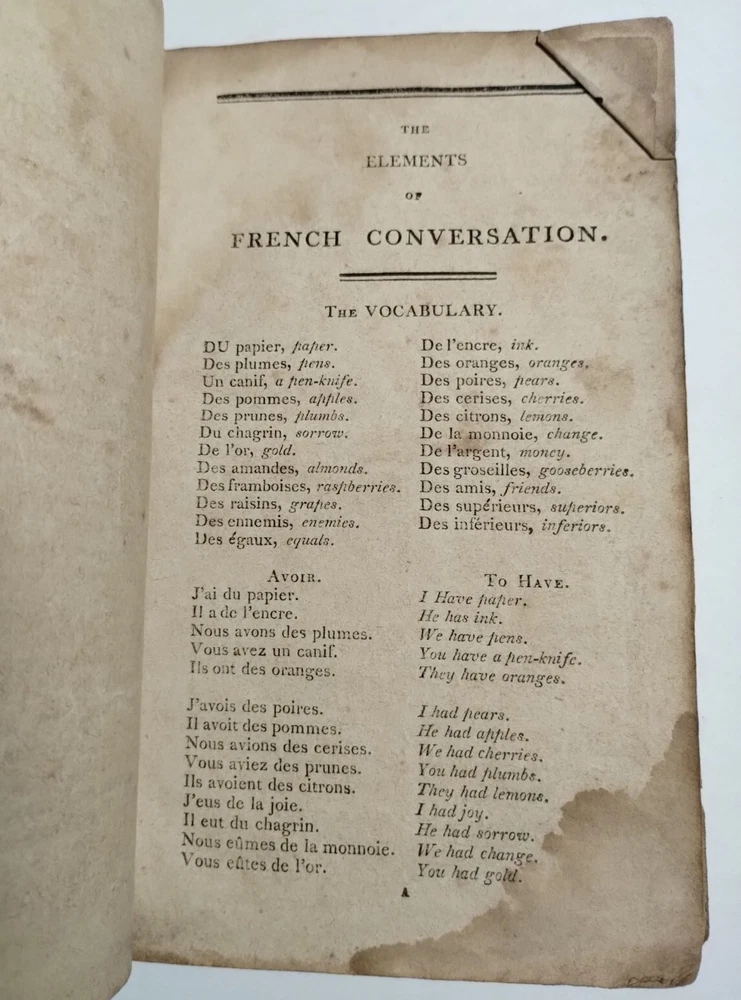 THE
ELEMENTS
OF
FRENCH CONVERSATION.
THE VOCABULARY.
DU papier, paper.
Des plumes, pens.
Un canif, a pen-knife.
Des pommes, apples.
Des prunes, plumbs.
Du chagrin, sorrow.
De l'or, gold.
Des amandes, almonds.
Des framboises, raspberries.
Des raisins, grapes.
Des ennemis, enemies.
Des égaux, equals.
De l'encre, ink.
Des oranges, oranges.
Des poires, pears.
Des cerises, cherries.
Des citrons, lemons.
De la monnoie, change.
De l'argent, money.
Des groseilles, gooseberries.
Des amis, friends.
Des supérieurs, superiors.
Des inférieurs, inferiors.
AVOIR.
J'ai du papier.
Il a de l'encre.
Nous avons des plumes.
Vous avez un canif.
Ils ont des oranges.
J'avois des poires.
Il avoit des pommes.
Nous avions des cerises.
Vous aviez des prunes.
Ils avoient des citrons.
J'eus de la joie.
Il eut du chagrin.
Nous eûmes de la monnoie.
Vous eûtes de l'or.
TO HAVE.
I Have paper.
He has ink.
We have pens.
You have a pen-knife.
They have oranges.
I had pears.
He had apples.
We had cherries.
You had plumbs.
They had lemons.
I had joy.
He had sorrow.
We had change.
You had gold.
A